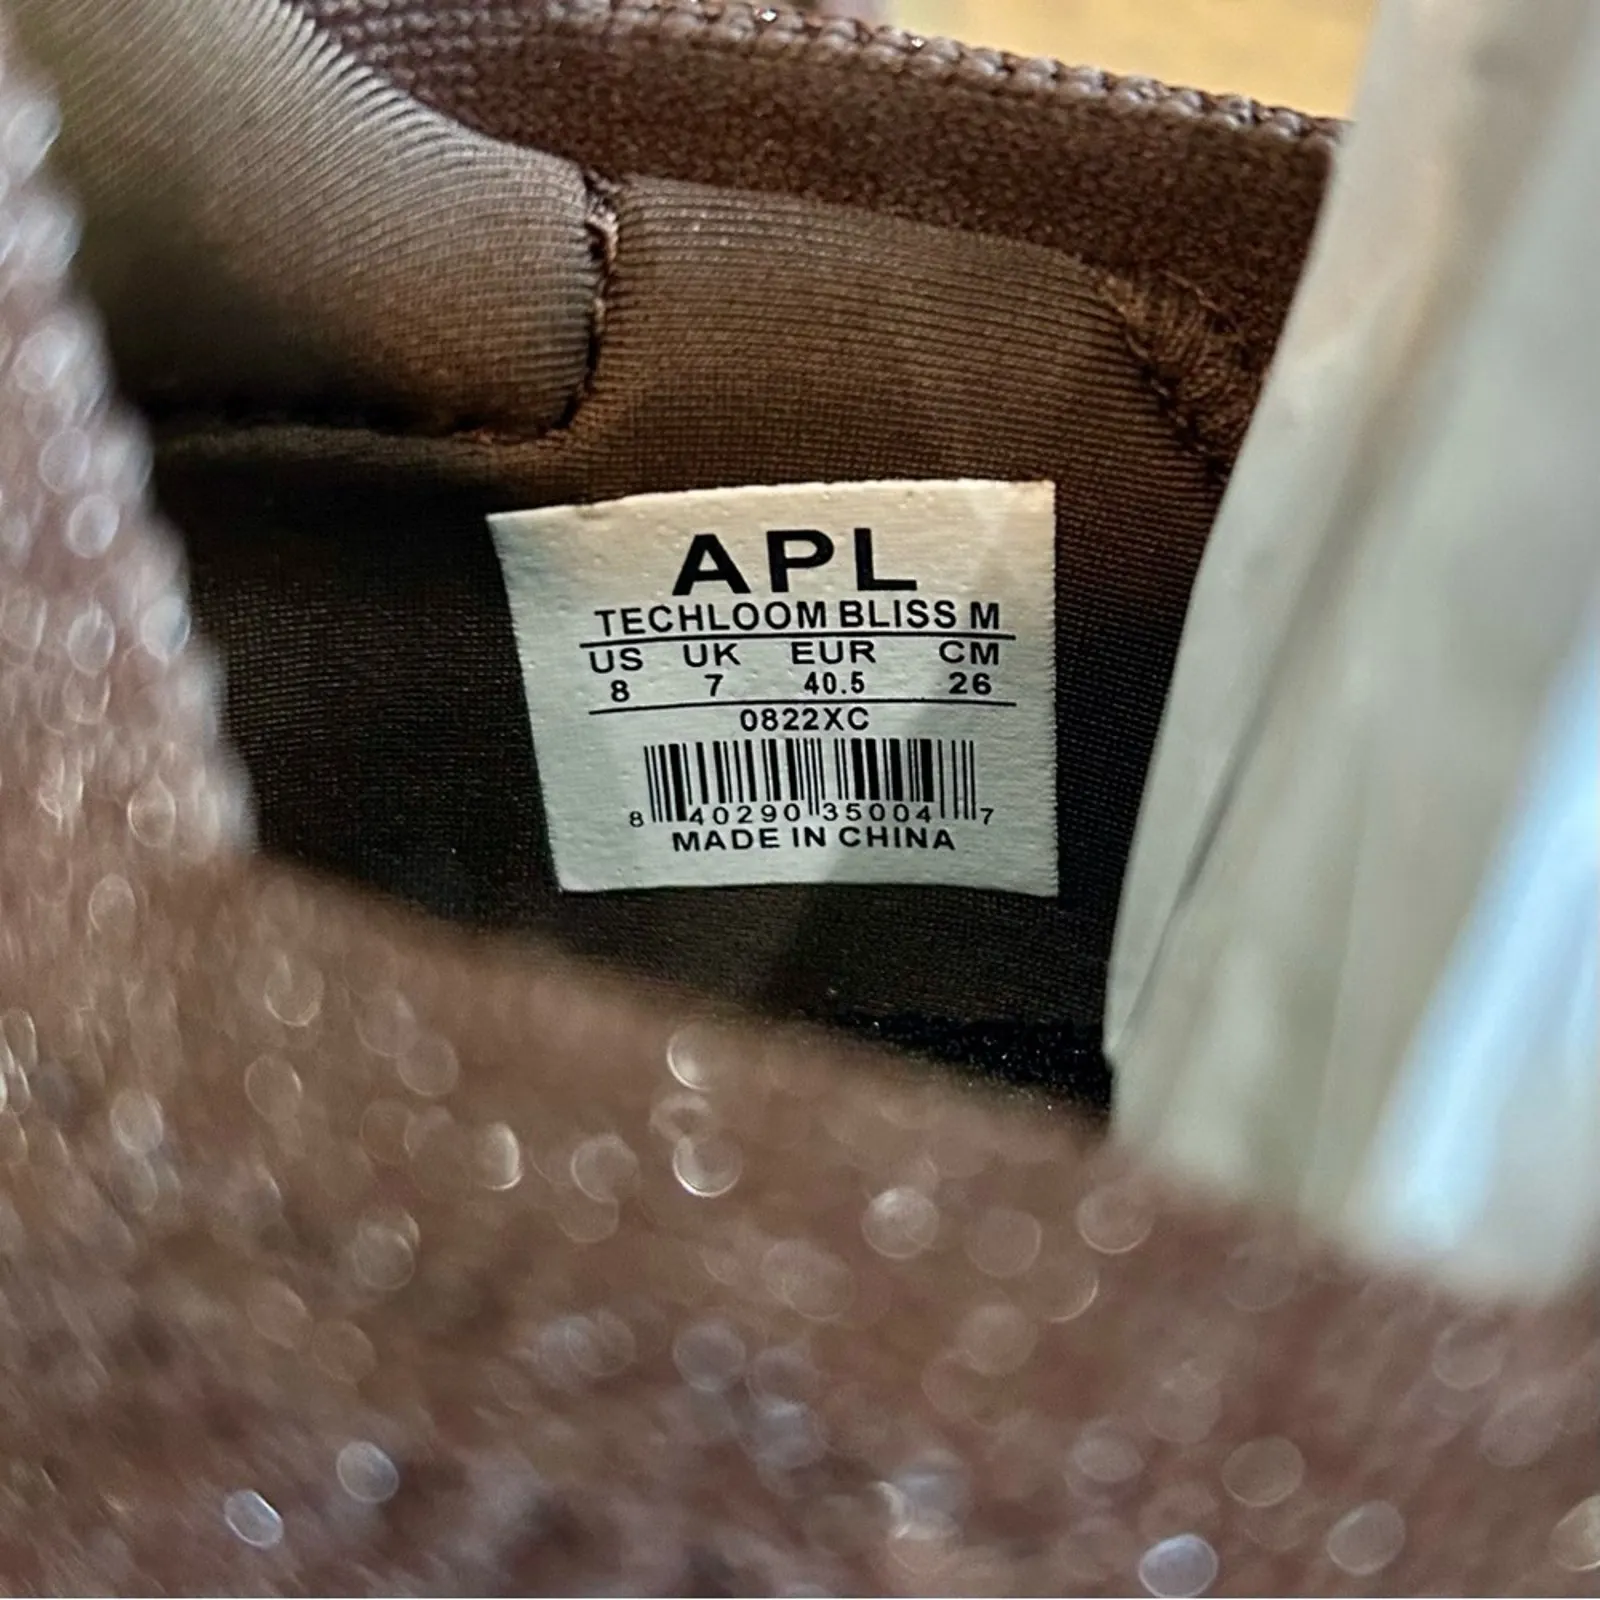 APL
TECHLOOM BLISS M
US UK EUR CM
8 7 40.5 26
0822XC
8 40290 35004 7
MADE IN CHINA